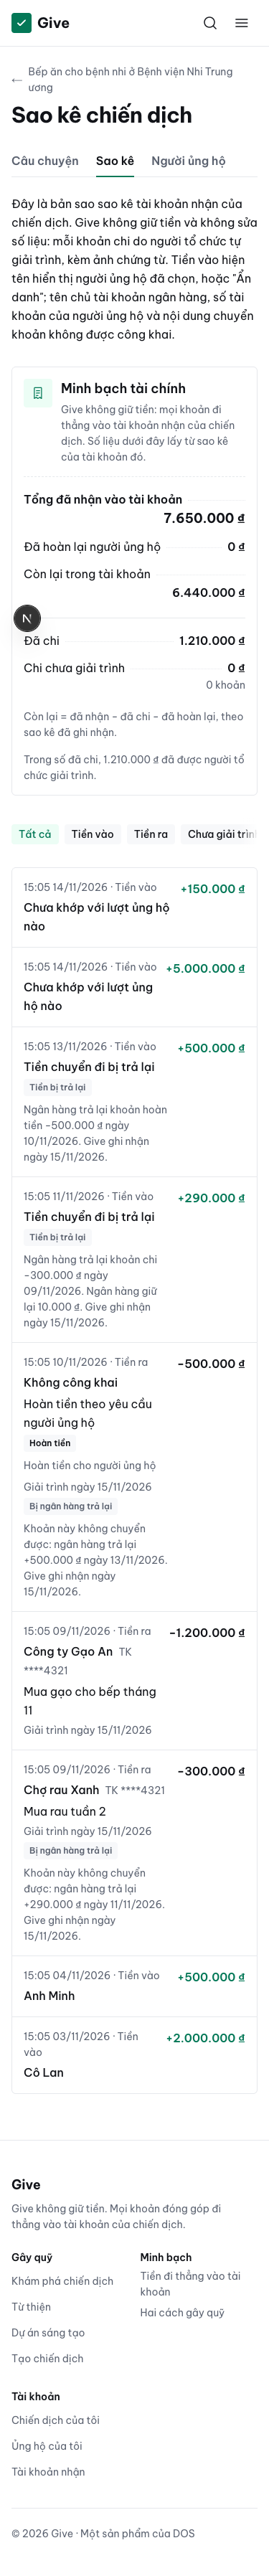 Give
← Bếp ăn cho bệnh nhi ở Bệnh viện Nhi Trung
ương
Sao kê chiến dịch
Câu chuyện Sao kê Người ủng hộ
Đây là bản sao sao kê tài khoản nhận của
chiến dịch. Give không giữ tiền và không sửa
số liệu: mỗi khoản chi do người tổ chức tự
giải trình, kèm ảnh chứng từ. Tiền vào hiện
tên hiển thị người ủng hộ đã chọn, hoặc "Ẩn
danh"; tên chủ tài khoản ngân hàng, số tài
khoản của người ủng hộ và nội dung chuyển
khoản không được công khai.
Minh bạch tài chính
Give không giữ tiền: mọi khoản đi
thẳng vào tài khoản nhận của chiến
dịch. Số liệu dưới đây lấy từ sao kê
của tài khoản đó.
Tổng đã nhận vào tài khoản
7.650.000 ₫
Đã hoàn lại người ủng hộ 0 ₫
Còn lại trong tài khoản
6.440.000 ₫
N
Đã chi 1.210.000 ₫
Chi chưa giải trình 0 ₫
0 khoản
Còn lại = đã nhận − đã chi − đã hoàn lại, theo
sao kê đã ghi nhận.
Trong số đã chi, 1.210.000 ₫ đã được người tổ
chức giải trình.
Tất cả Tiền vào Tiền ra Chưa giải trình
15:05 14/11/2026 · Tiền vào +150.000 ₫
Chưa khớp với lượt ủng hộ
nào
15:05 14/11/2026 · Tiền vào +5.000.000 ₫
Chưa khớp với lượt ủng
hộ nào
15:05 13/11/2026 · Tiền vào +500.000 ₫
Tiền chuyển đi bị trả lại
Tiền bị trả lại
Ngân hàng trả lại khoản hoàn
tiền −500.000 ₫ ngày
10/11/2026. Give ghi nhận
ngày 15/11/2026.
15:05 11/11/2026 · Tiền vào +290.000 ₫
Tiền chuyển đi bị trả lại
Tiền bị trả lại
Ngân hàng trả lại khoản chi
−300.000 ₫ ngày
09/11/2026. Ngân hàng giữ
lại 10.000 ₫. Give ghi nhận
ngày 15/11/2026.
15:05 10/11/2026 · Tiền ra −500.000 ₫
Không công khai
Hoàn tiền theo yêu cầu
người ủng hộ
Hoàn tiền
Hoàn tiền cho người ủng hộ
Giải trình ngày 15/11/2026
Bị ngân hàng trả lại
Khoản này không chuyển
được: ngân hàng trả lại
+500.000 ₫ ngày 13/11/2026.
Give ghi nhận ngày
15/11/2026.
15:05 09/11/2026 · Tiền ra −1.200.000 ₫
Công ty Gạo An TK
****4321
Mua gạo cho bếp tháng
11
Giải trình ngày 15/11/2026
15:05 09/11/2026 · Tiền ra −300.000 ₫
Chợ rau Xanh TK ****4321
Mua rau tuần 2
Giải trình ngày 15/11/2026
Bị ngân hàng trả lại
Khoản này không chuyển
được: ngân hàng trả lại
+290.000 ₫ ngày 11/11/2026.
Give ghi nhận ngày
15/11/2026.
15:05 04/11/2026 · Tiền vào +500.000 ₫
Anh Minh
15:05 03/11/2026 · Tiền +2.000.000 ₫
vào
Cô Lan
Give
Give không giữ tiền. Mọi khoản đóng góp đi
thẳng vào tài khoản của chiến dịch.
Gây quỹ
Khám phá chiến dịch
Từ thiện
Dự án sáng tạo
Tạo chiến dịch
Minh bạch
Tiền đi thẳng vào tài
khoản
Hai cách gây quỹ
Tài khoản
Chiến dịch của tôi
Ủng hộ của tôi
Tài khoản nhận
© 2026 Give · Một sản phẩm của DOS